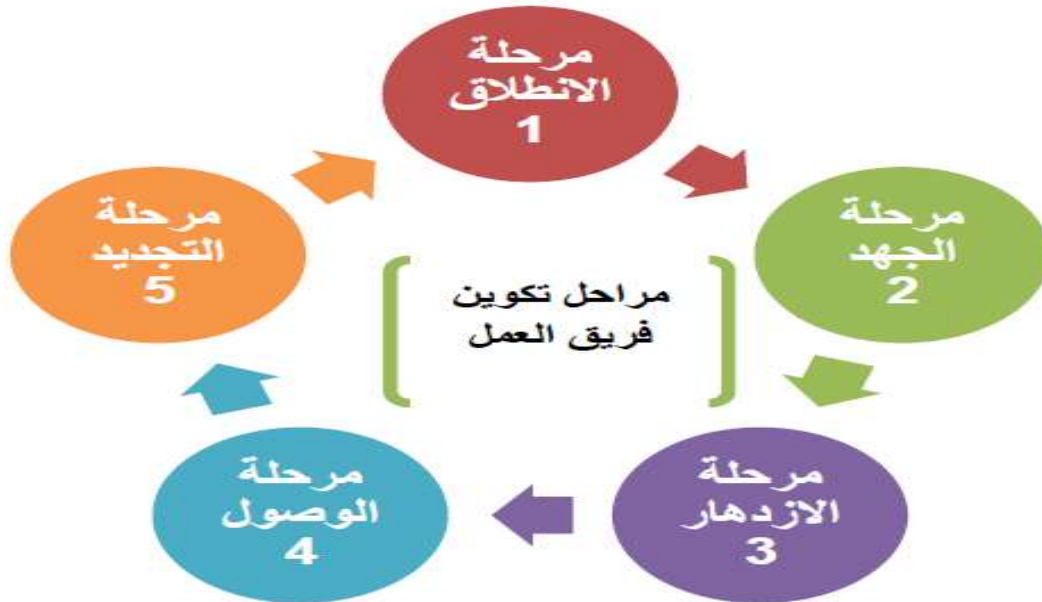 مرحلة
الانطلاق
1
مرحلة
الجهد
2
مرحلة
الازدهار
3
مرحلة
الوصول
4
مرحلة
التجديد
5
مراحل تكوين
فريق العمل